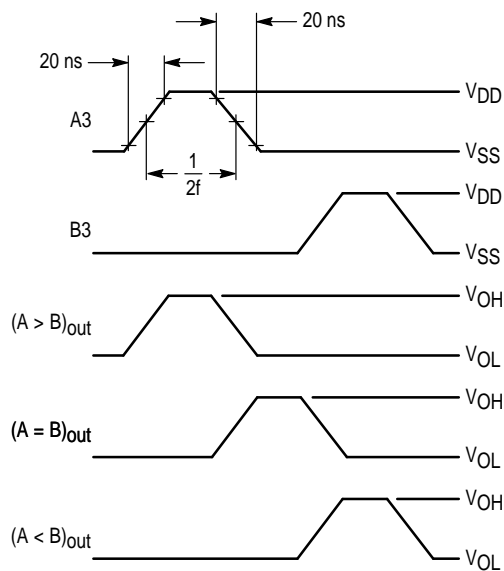 20 ns
20 ns
A3
VDD
VSS
1
2f
B3
VDD
VSS
(A > B)out
VOH
VOL
(A = B)out
VOH
VOL
(A < B)out
VOH
VOL